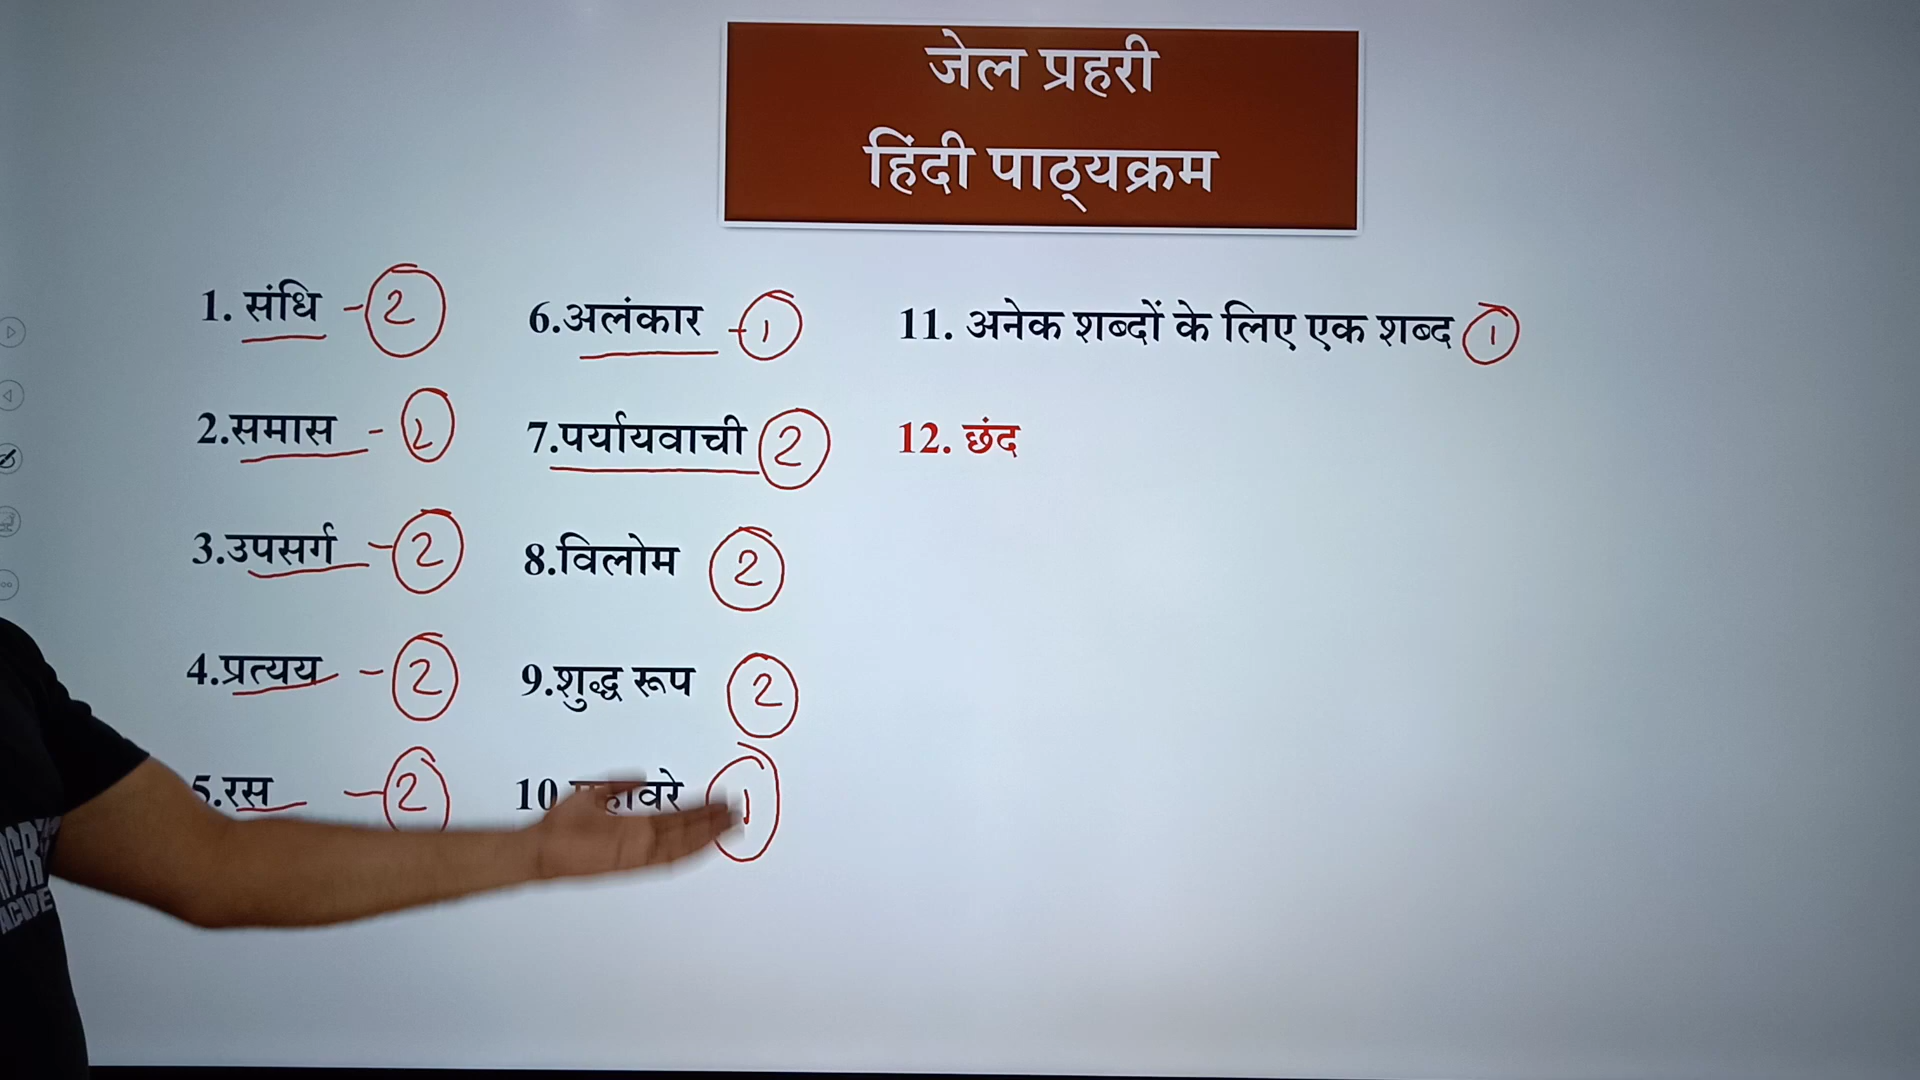 जेल प्रहरी
हिंदी पाठ्यक्रम
1. संधि - 2
2.समास - 2
3.उपसर्ग - 2
4.प्रत्यय - 2
5.रस - 2
6.अलंकार - 1
7.पर्यायवाची 2
8.विलोम 2
9.शुद्ध रूप 2
10 1
11. अनेक शब्दों के लिए एक शब्द 1
12. छंद